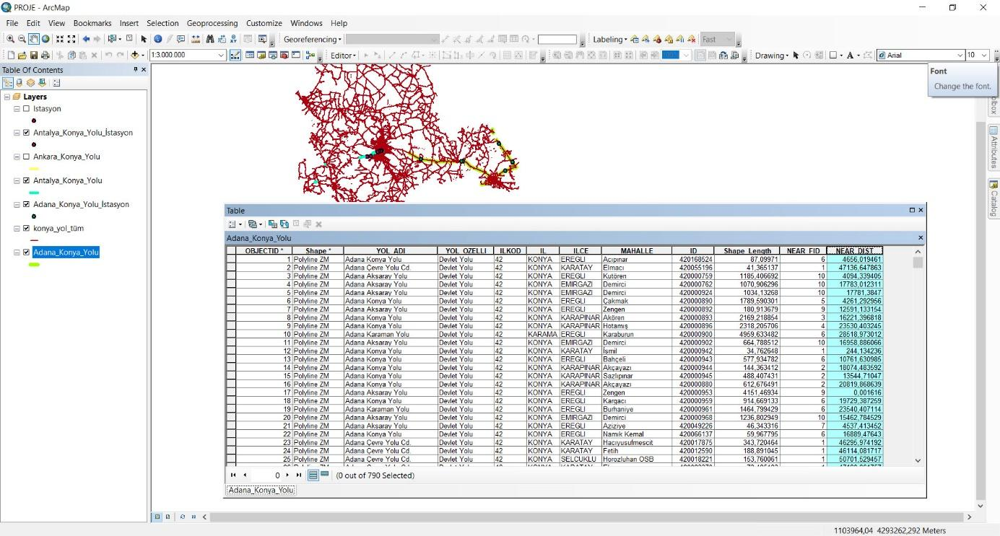 PROJE - ArcMap
File Edit View Bookmarks Insert Selection Geoprocessing Customize Windows Help
Georeferencing Labeling Fast
1:3.000.000 Editor Drawing A Arial 10
Font
Change the font.
Table Of Contents
Layers
İstasyon
Antalya_Konya_Yolu_İstasyon
Ankara_Konya_Yolu
Antalya_Konya_Yolu
Adana_Konya_Yolu_İstasyon
konya_yol_tüm
Adana_Konya_Yolu
Attributes
Catalog
Table
Adana_Konya_Yolu
OBJECTID * Shape * YOL_ADI YOL_OZELLI ILKOD IL ILCE MAHALLE ID Shape_Length NEAR_FID NEAR_DIST
1 Polyline ZM Adana Konya Yolu Devlet Yolu 42 KONYA EREGLI Acıpınar 420168524 87,09971 6 4656,019461
2 Polyline ZM Adana Çevre Yolu Cd. Devlet Yolu 42 KONYA KARATAY Elmacı 420055196 41,365137 1 47136,647863
3 Polyline ZM Adana Aksaray Yolu Devlet Yolu 42 KONYA EREGLI Kutören 420000759 1185,406692 10 4094,339405
4 Polyline ZM Adana Aksaray Yolu Devlet Yolu 42 KONYA EMIRGAZI Demirci 420000762 1070,906296 10 17783,012311
5 Polyline ZM Adana Aksaray Yolu Devlet Yolu 42 KONYA EMIRGAZI Demirci 420000924 1034,13268 10 17781,3847
6 Polyline ZM Adana Konya Yolu Devlet Yolu 42 KONYA EREGLI Çakmak 420000890 1789,590301 5 4261,292956
7 Polyline ZM Adana Aksaray Yolu Devlet Yolu 42 KONYA EREGLI Zengen 420000892 180,913679 9 12591,133154
8 Polyline ZM Adana Konya Yolu Devlet Yolu 42 KONYA KARAPINAR Akören 420000893 2169,218854 3 16221,396818
9 Polyline ZM Adana Konya Yolu Devlet Yolu 42 KONYA KARAPINAR Hotamış 420000896 2318,205706 4 23530,403245
10 Polyline ZM Adana Karaman Yolu Devlet Yolu 42 KARAMA EREGLI Karaburun 420000900 4959,633482 6 28518,973012
11 Polyline ZM Adana Aksaray Yolu Devlet Yolu 42 KONYA EMIRGAZI Demirci 420000902 664,788512 10 16958,886066
12 Polyline ZM Adana Konya Yolu Devlet Yolu 42 KONYA KARATAY İsmil 420000942 34,762648 1 244,134236
13 Polyline ZM Adana Konya Yolu Devlet Yolu 42 KONYA EREGLI Bahçeli 420000943 577,934782 6 10761,630985
14 Polyline ZM Adana Konya Yolu Devlet Yolu 42 KONYA KARAPINAR Akçayazı 420000944 144,363412 2 18074,483592
15 Polyline ZM Adana Konya Yolu Devlet Yolu 42 KONYA KARAPINAR Sazlıpınar 420000945 488,407431 2 13544,71047
16 Polyline ZM Adana Konya Yolu Devlet Yolu 42 KONYA KARAPINAR Akçayazı 420000880 612,676491 2 20819,868639
17 Polyline ZM Adana Aksaray Yolu Devlet Yolu 42 KONYA EREGLI Zengen 420000953 4151,46934 9 0,001616
18 Polyline ZM Adana Konya Yolu Devlet Yolu 42 KONYA EREGLI Kargacı 420000959 914,669133 6 19729,387259
19 Polyline ZM Adana Karaman Yolu Devlet Yolu 42 KONYA EREGLI Burhaniye 420000961 1464,799429 6 23540,407114
20 Polyline ZM Adana Aksaray Yolu Devlet Yolu 42 KONYA EMIRGAZI Demirci 420000968 1236,802949 10 15462,784529
21 Polyline ZM Adana Aksaray Yolu Devlet Yolu 42 KONYA EREGLI Aziziye 420049226 46,343316 7 4537,413452
22 Polyline ZM Adana Konya Yolu Devlet Yolu 42 KONYA EREGLI Namık Kemal 420066137 59,967795 6 16889,47643
23 Polyline ZM Adana Çevre Yolu Cd. Devlet Yolu 42 KONYA KARATAY Hacıyusufmescit 420017875 343,720464 1 46295,974192
24 Polyline ZM Adana Çevre Yolu Cd. Devlet Yolu 42 KONYA KARATAY Fetih 420012590 188,891045 1 46114,081717
25 Polyline ZM Adana Çevre Yolu Cd. Devlet Yolu 42 KONYA SELCUKLU Horozluhan OSB 420018221 153,760061 1 50701,529457
0 (0 out of 790 Selected)
Adana_Konya_Yolu
1103964,04 4293262,292 Meters